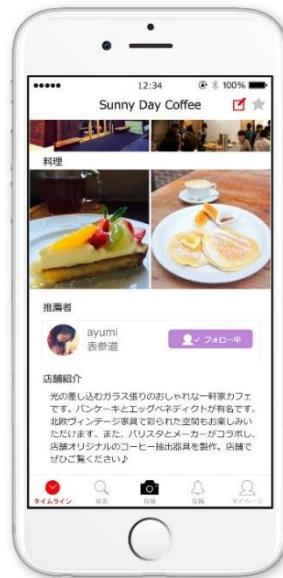 12:34 100%
Sunny Day Coffee
料理
推薦者
ayumi
表参道
フォロー中
店舗紹介
光の差し込むガラス張りのおしゃれな一軒家カフェ
です。パンケーキとエッグベネディクトが有名です。
北欧ヴィンテージ家具で彩られた空間もお楽しみい
ただけます。また、バリスタとメーカーがコラボし、
店舗オリジナルのコーヒー抽出器具を製作。店舗で
ぜひご覧ください♪
タイムライン 検索 投稿 投稿 マイページ